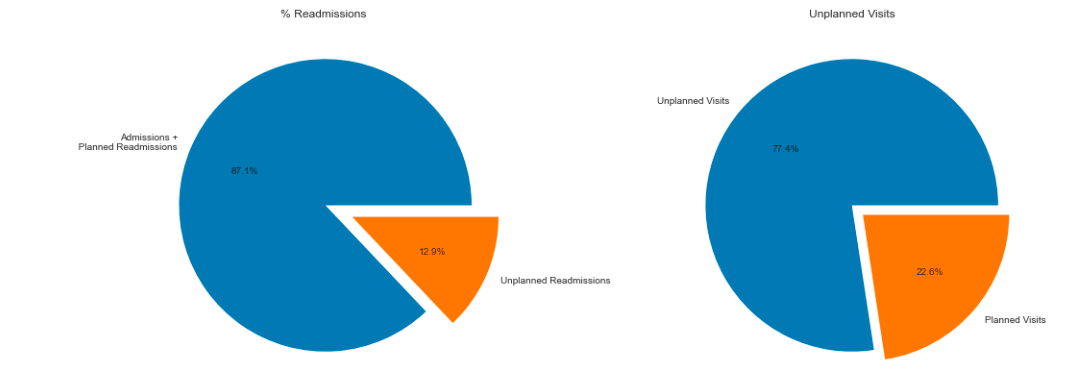 % Readmissions
Admissions +
Planned Readmissions
87.1%
12.9%
Unplanned Readmissions
Unplanned Visits
Unplanned Visits
77.4%
22.6%
Planned Visits